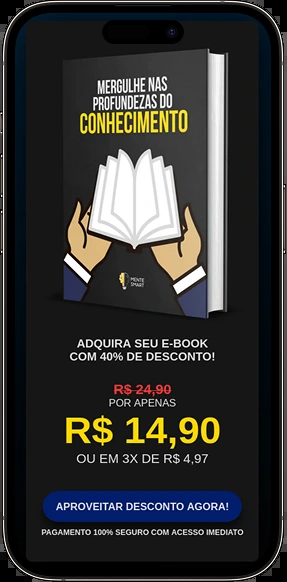 MERGULHE NAS
PROFUNDEZAS DO
CONHECIMENTO
MENTE
SMART
ADQUIRA SEU E-BOOK
COM 40% DE DESCONTO!
R$ 24,90
POR APENAS
R$ 14,90
OU EM 3X DE R$ 4,97
APROVEITAR DESCONTO AGORA!
PAGAMENTO 100% SEGURO COM ACESSO IMEDIATO